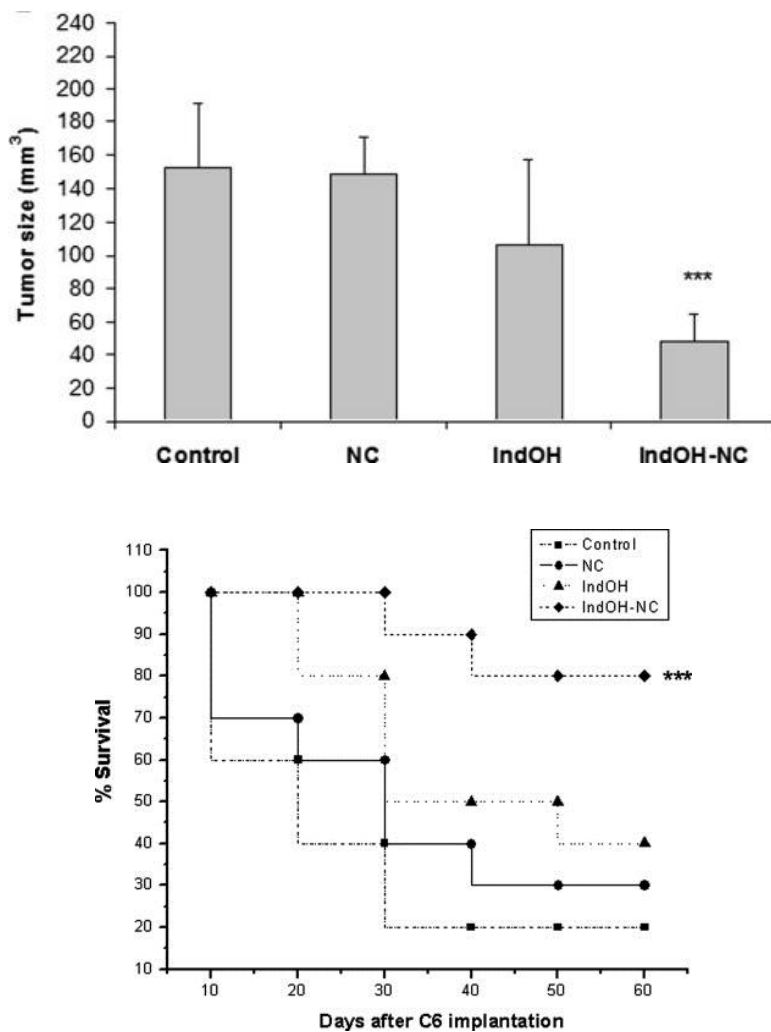 240
220
200
180
160
140
120
100
80
60
40
20
0
Tumor size (mm³)
***
Control NC IndOH IndOH-NC
110
100
90
80
70
60
50
40
30
20
10
% Survival
Control
NC
IndOH
IndOH-NC
***
10 20 30 40 50 60
Days after C6 implantation